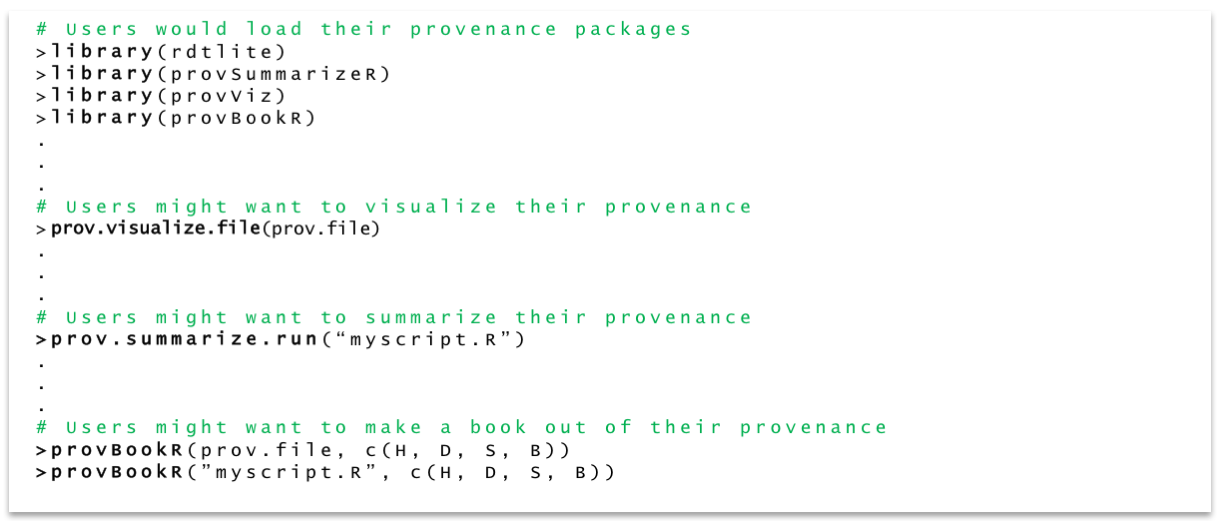 # Users would load their provenance packages
>library(rdtlite)
>library(provSummarizeR)
>library(provViz)
>library(provBookR)
.
.
.
# Users might want to visualize their provenance
>prov.visualize.file(prov.file)
.
.
.
# Users might want to summarize their provenance
>prov.summarize.run(“myscript.R”)
.
.
.
# Users might want to make a book out of their provenance
>provBookR(prov.file, c(H, D, S, B))
>provBookR(”myscript.R”, c(H, D, S, B))